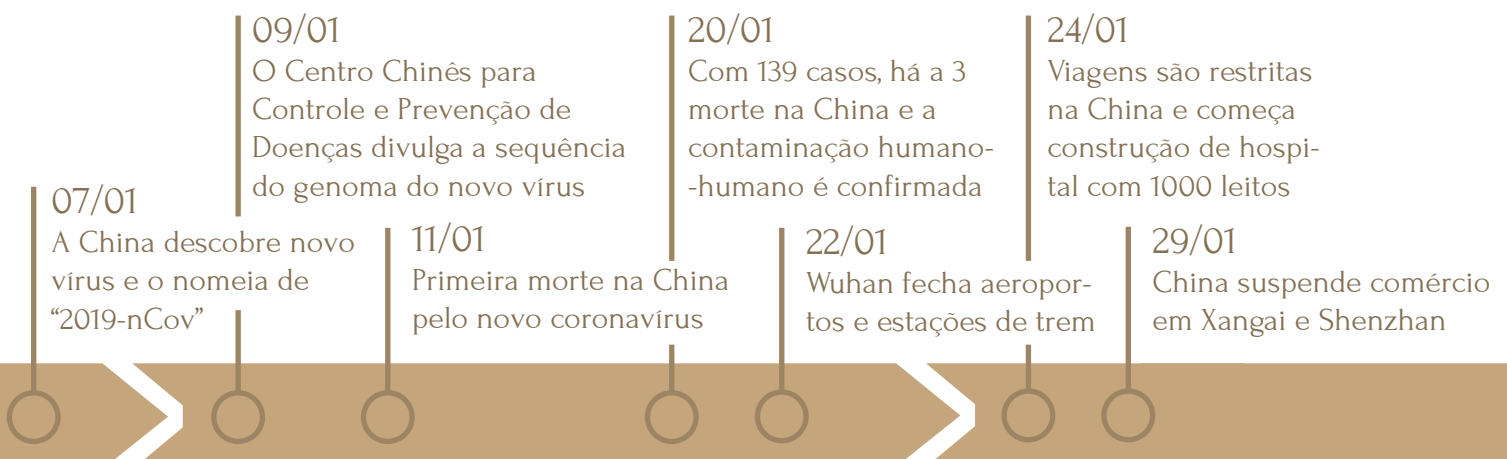 07/01
A China descobre novo
vírus e o nomeia de
“2019-nCov”
09/01
O Centro Chinês para
Controle e Prevenção de
Doenças divulga a sequência
do genoma do novo vírus
11/01
Primeira morte na China
pelo novo coronavírus
20/01
Com 139 casos, há a 3
morte na China e a
contaminação humano-
-humano é confirmada
22/01
Wuhan fecha aeropor-
tos e estações de trem
24/01
Viagens são restritas
na China e começa
construção de hospi-
tal com 1000 leitos
29/01
China suspende comércio
em Xangai e Shenzhan